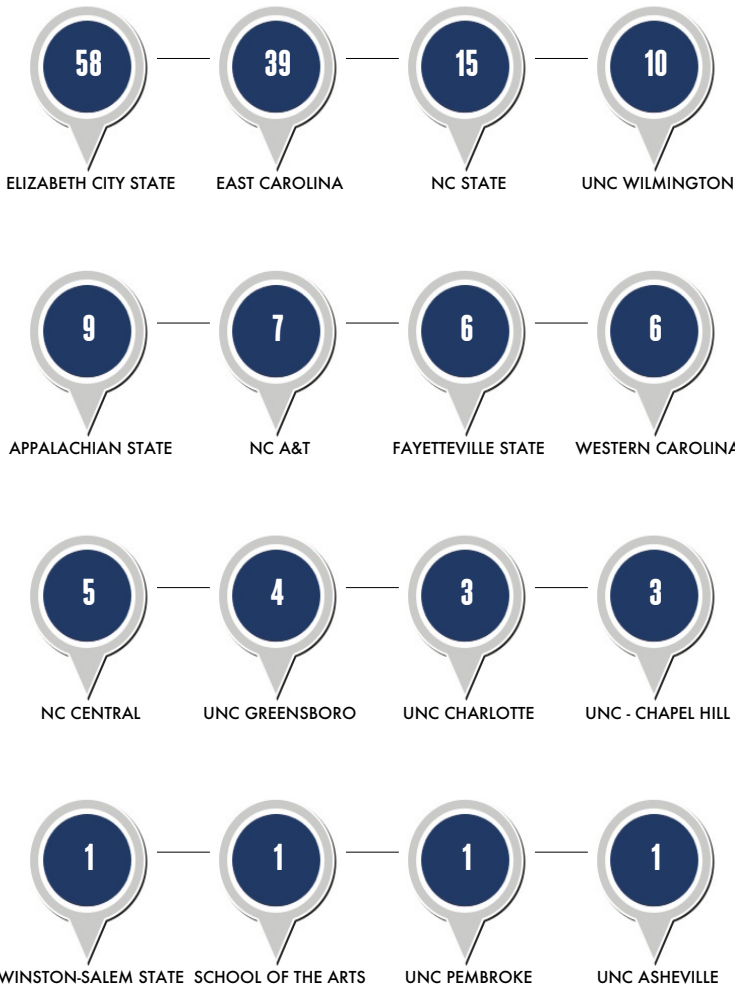 58 39 15 10
ELIZABETH CITY STATE EAST CAROLINA NC STATE UNC WILMINGTON
9 7 6 6
APPALACHIAN STATE NC A&T FAYETTEVILLE STATE WESTERN CAROLINA
5 4 3 3
NC CENTRAL UNC GREENSBORO UNC CHARLOTTE UNC - CHAPEL HILL
1 1 1 1
WINSTON-SALEM STATE SCHOOL OF THE ARTS UNC PEMBROKE UNC ASHEVILLE